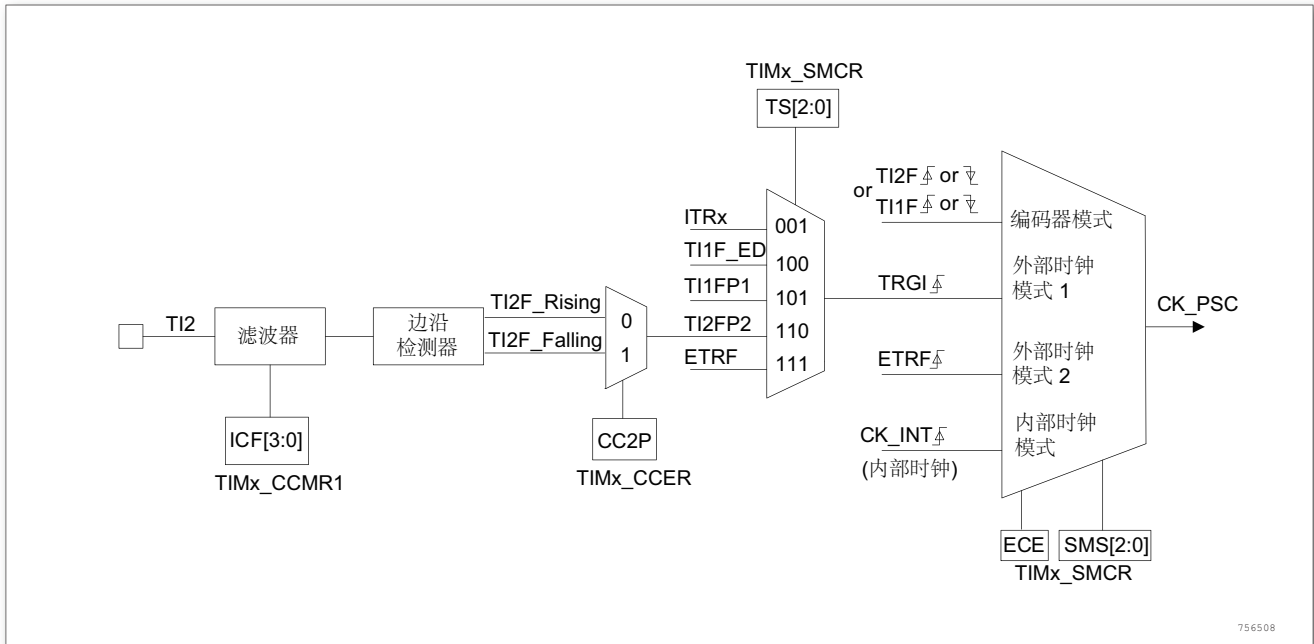 TIMx_SMCR
TS[2:0]
TI2F or
or
TI1F or
编码器模式
ITRx
001
TI1F_ED
100
TI1FP1
101
TI2FP2
110
ETRF
111
TRGI
外部时钟
模式 1
CK_PSC
TI2
滤波器
边沿
检测器
TI2F_Rising
0
TI2F_Falling
1
ETRF
外部时钟
模式 2
ICF[3:0]
TIMx_CCMR1
CC2P
TIMx_CCER
CK_INT
(内部时钟)
内部时钟
模式
ECE
SMS[2:0]
TIMx_SMCR
756508